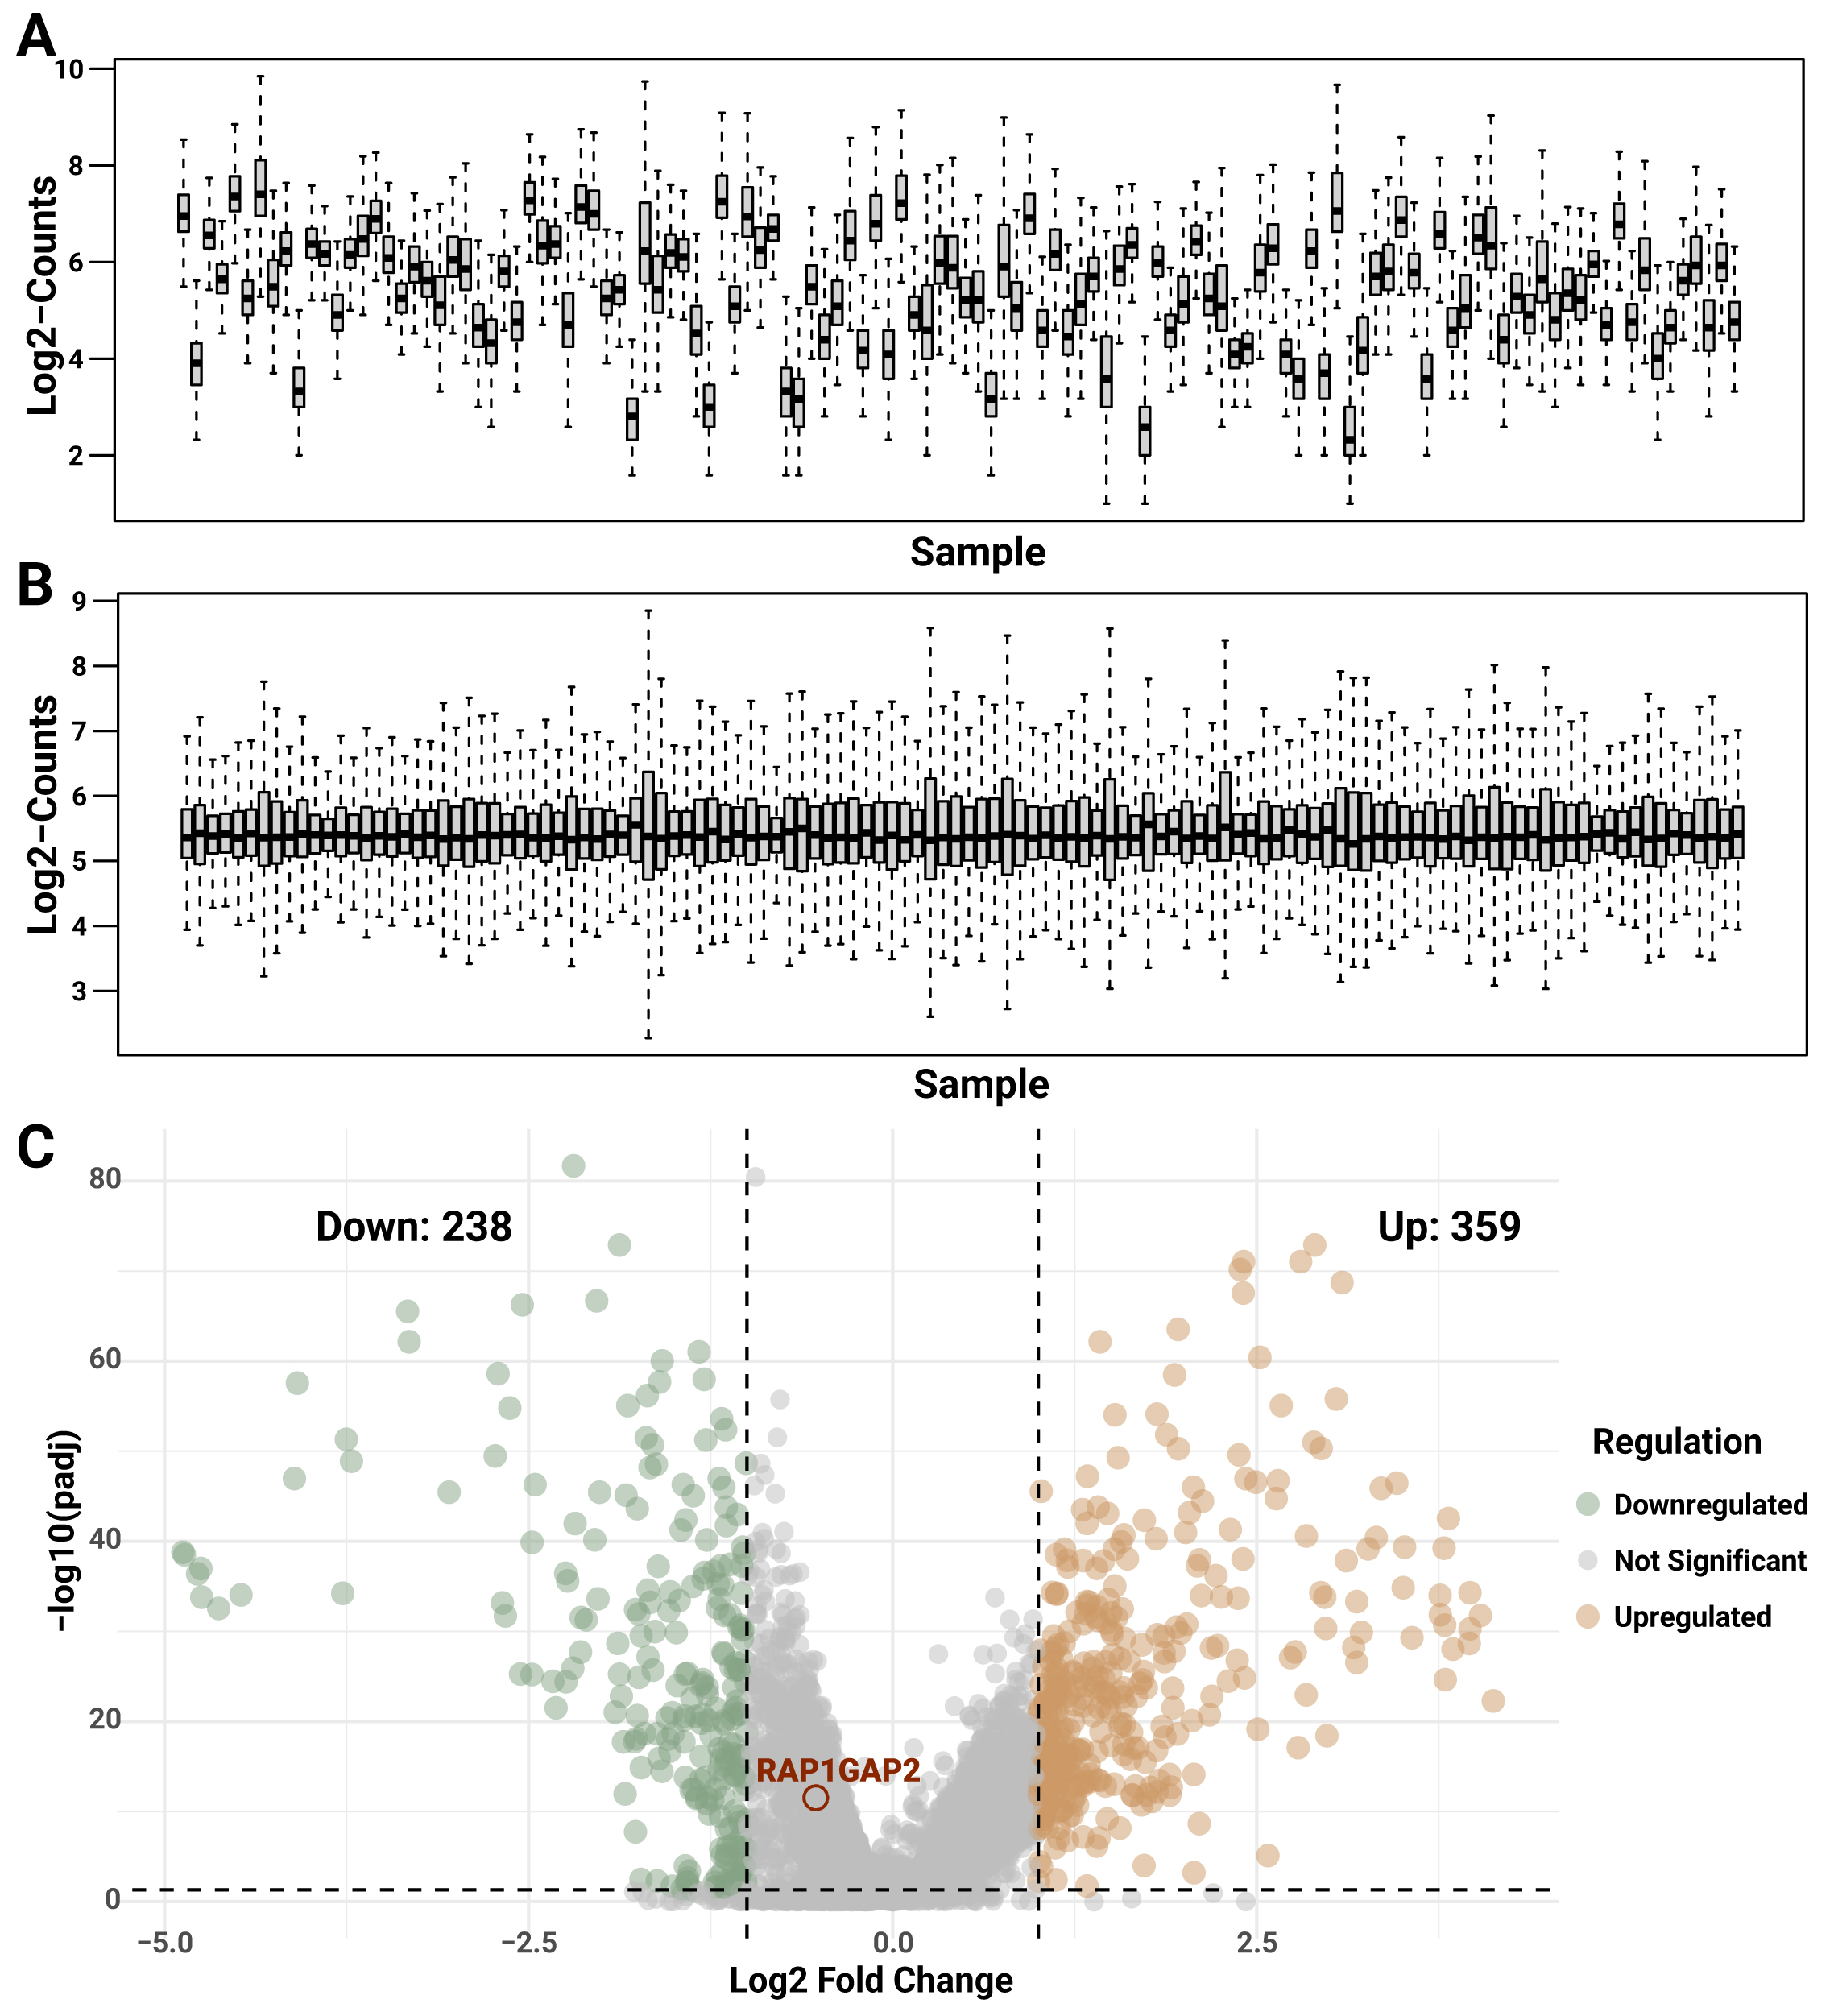 A
10
8
6
4
2
Log2−Counts
Sample
B
9
8
7
6
5
4
3
Log2−Counts
Sample
C
80
60
40
20
0
−log10(padj)
Down: 238
Up: 359
RAP1GAP2
−5.0
−2.5
0.0
2.5
Log2 Fold Change
Regulation
Downregulated
Not Significant
Upregulated